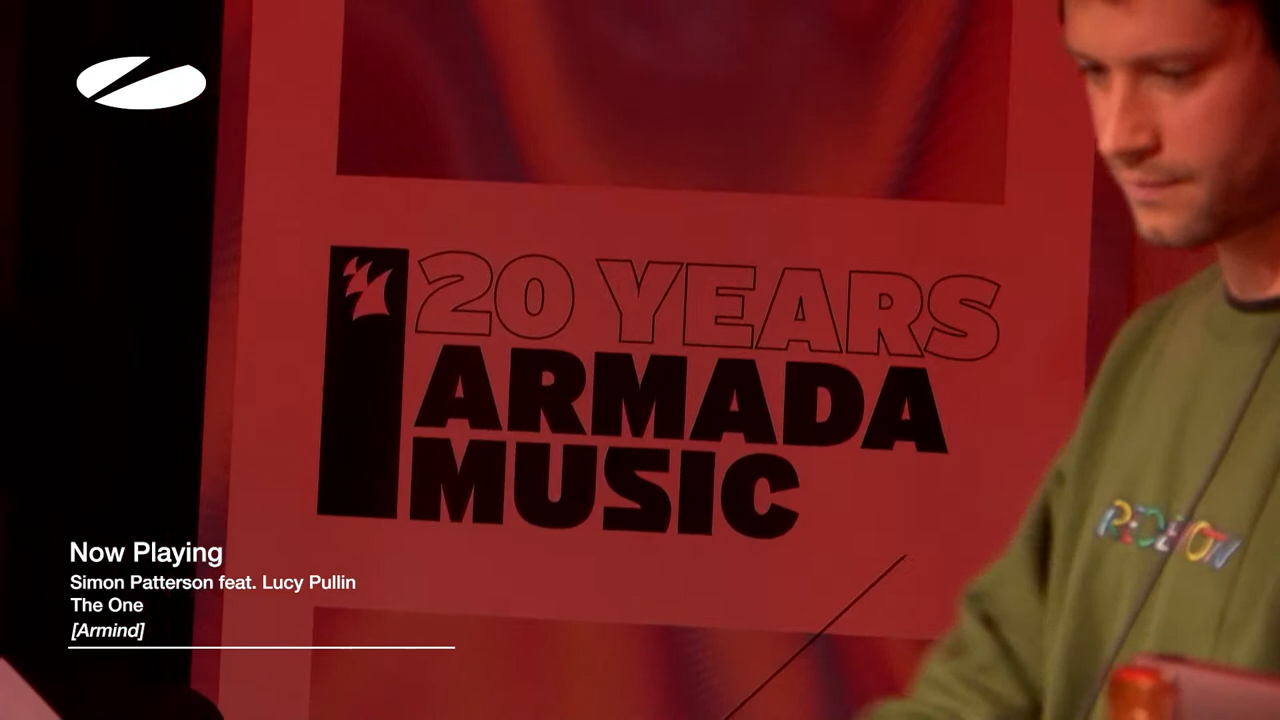 20 YEARS
ARMADA
MUSIC
Now Playing
Simon Patterson feat. Lucy Pullin
The One
[Armind]